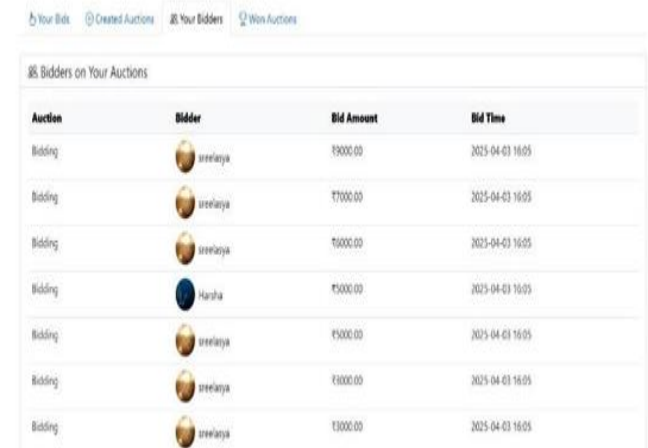 Your Bids Created Auctions Your Bidders Won Auctions
Bidders on Your Auctions
Auction Bidder Bid Amount Bid Time
Bidding sreelasya ₹9000.00 2025-04-03 16:05
Bidding sreelasya ₹7000.00 2025-04-03 16:05
Bidding sreelasya ₹6000.00 2025-04-03 16:05
Bidding Harsha ₹5000.00 2025-04-03 16:05
Bidding sreelasya ₹5000.00 2025-04-03 16:05
Bidding sreelasya ₹3000.00 2025-04-03 16:05
Bidding sreelasya ₹3000.00 2025-04-03 16:05